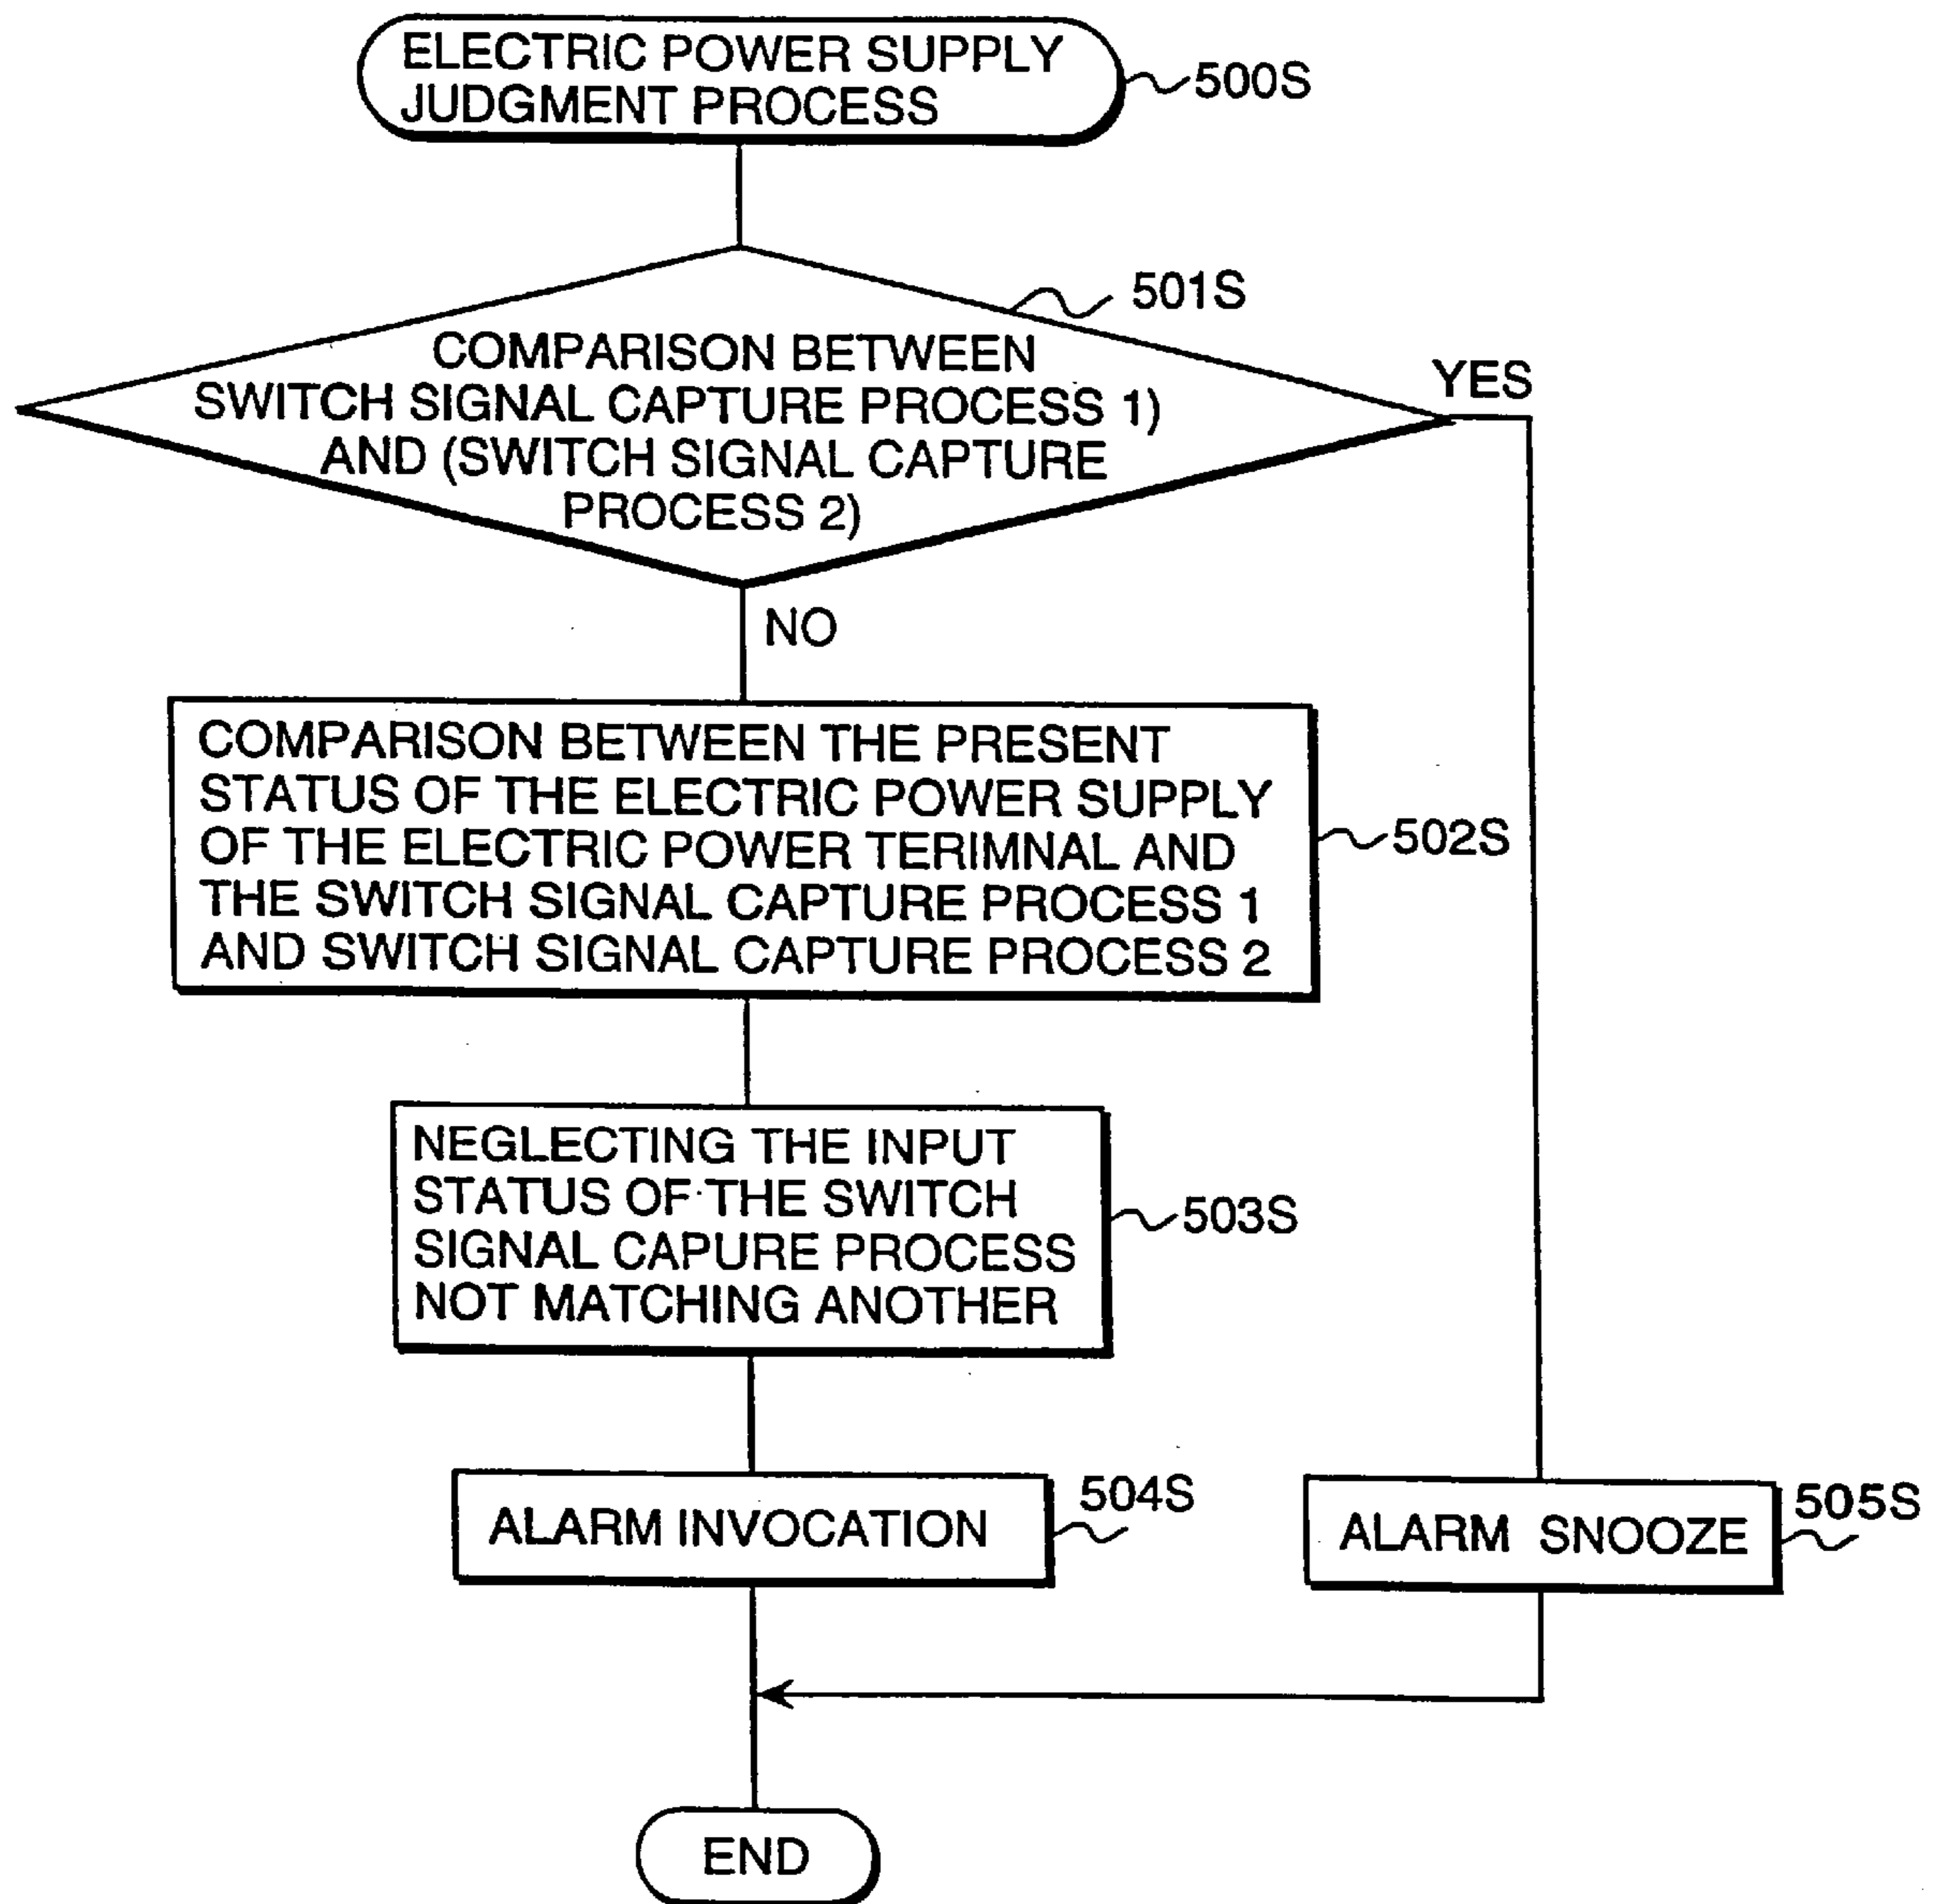 ELECTRIC POWER SUPPLY
JUDGMENT PROCESS
500S
501S
COMPARISON BETWEEN
SWITCH SIGNAL CAPTURE PROCESS 1)
AND (SWITCH SIGNAL CAPTURE
PROCESS 2)
YES
NO
COMPARISON BETWEEN THE PRESENT
STATUS OF THE ELECTRIC POWER SUPPLY
OF THE ELECTRIC POWER TERIMNAL AND
THE SWITCH SIGNAL CAPTURE PROCESS 1
AND SWITCH SIGNAL CAPTURE PROCESS 2
502S
NEGLECTING THE INPUT
STATUS OF THE SWITCH
SIGNAL CAPURE PROCESS
NOT MATCHING ANOTHER
503S
ALARM INVOCATION
504S
ALARM SNOOZE
505S
END